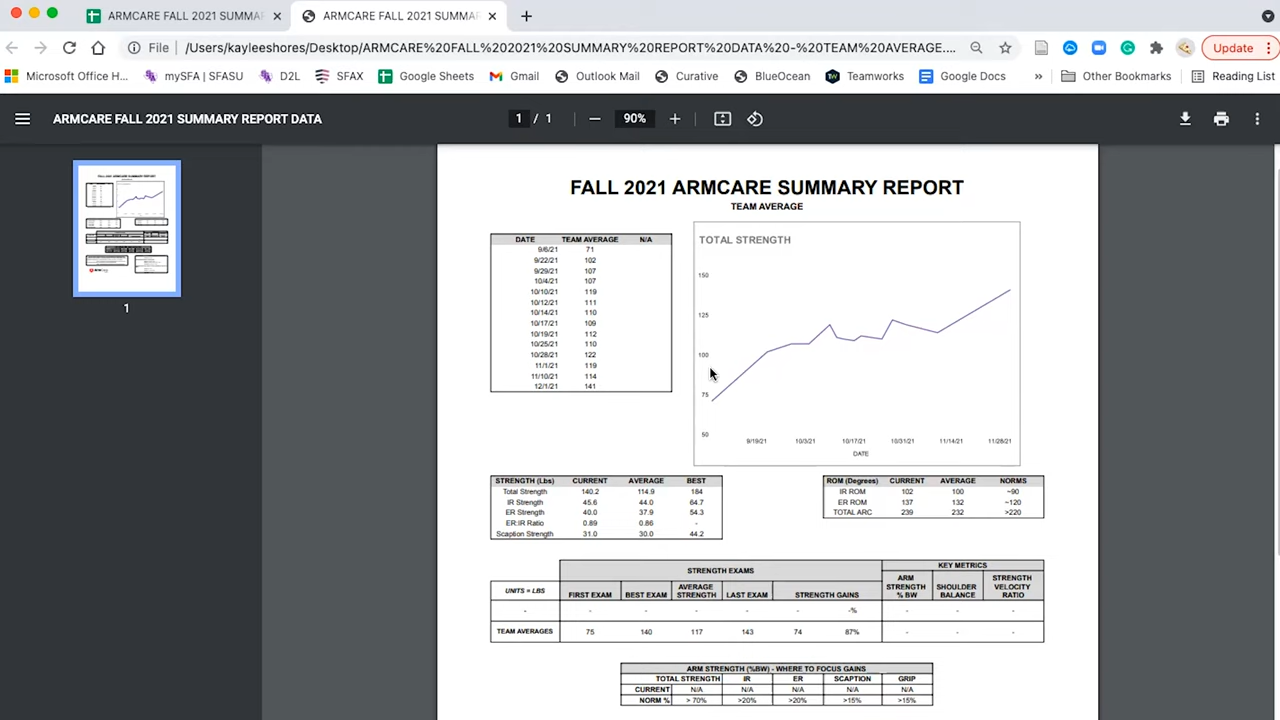 ARMCARE FALL 2021 SUMMA
ARMCARE FALL 2021 SUMMAR
File /Users/kayleeshores/Desktop/ARMCARE%20FALL%202021%20SUMMARY%20REPORT%20DATA%20-%20TEAM%20AVERAGE.... Update
Microsoft Office H... mySFA | SFASU D2L SFAX Google Sheets Gmail Outlook Mail Curative BlueOcean Teamworks Google Docs » Other Bookmarks Reading List
ARMCARE FALL 2021 SUMMARY REPORT DATA 1 / 1 90%
1
FALL 2021 ARMCARE SUMMARY REPORT
TEAM AVERAGE
DATE TEAM AVERAGE N/A
9/6/21 71
9/22/21 102
9/29/21 107
10/4/21 107
10/10/21 119
10/12/21 111
10/14/21 110
10/17/21 109
10/19/21 112
10/25/21 110
10/28/21 122
11/1/21 119
11/10/21 114
12/1/21 141
TOTAL STRENGTH
150
125
100
75
50
9/19/21 10/3/21 10/17/21 10/31/21 11/14/21 11/28/21
DATE
STRENGTH (Lbs) CURRENT AVERAGE BEST
Total Strength 140.2 114.9 184
IR Strength 45.6 44.0 64.7
ER Strength 40.0 37.9 54.3
ER:IR Ratio 0.89 0.86 -
Scaption Strength 31.0 30.0 44.2
ROM (Degrees) CURRENT AVERAGE NORMS
IR ROM 102 100 ~90
ER ROM 137 132 ~120
TOTAL ARC 239 232 >220
STRENGTH EXAMS KEY METRICS
UNITS = LBS FIRST EXAM BEST EXAM AVERAGE STRENGTH LAST EXAM STRENGTH GAINS ARM STRENGTH % BW SHOULDER BALANCE STRENGTH VELOCITY RATIO
- - - - - - -% - - -
TEAM AVERAGES 75 140 117 143 74 87% - - -
ARM STRENGTH (%BW) - WHERE TO FOCUS GAINS
TOTAL STRENGTH IR ER SCAPTION GRIP
CURRENT N/A N/A N/A N/A N/A
NORM % > 70% >20% >20% >15% >15%